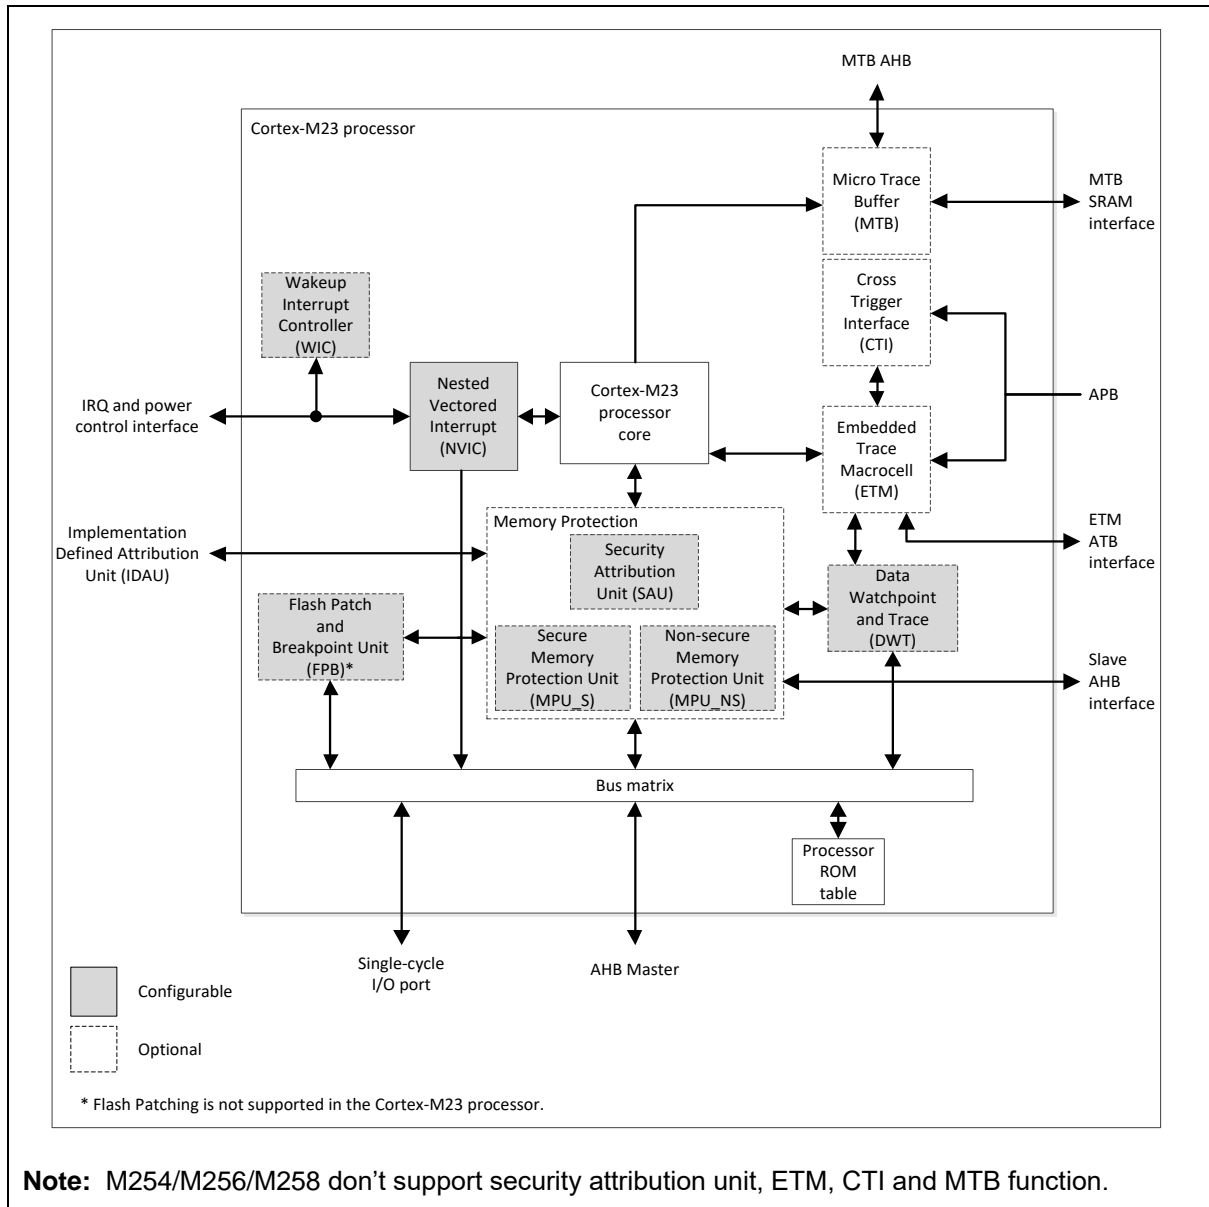 MTB AHB
Cortex-M23 processor
Micro Trace
Buffer
(MTB)
MTB
SRAM
interface
Wakeup
Interrupt
Controller
(WIC)
Cross
Trigger
Interface
(CTI)
IRQ and power
control interface
Nested
Vectored
Interrupt
(NVIC)
Cortex-M23
processor
core
APB
Embedded
Trace
Macrocell
(ETM)
Implementation
Defined Attribution
Unit (IDAU)
Memory Protection
Security
Attribution
Unit (SAU)
ETM
ATB
interface
Data
Watchpoint
and Trace
(DWT)
Flash Patch
and
Breakpoint Unit
(FPB)*
Secure
Memory
Protection Unit
(MPU_S)
Non-secure
Memory
Protection Unit
(MPU_NS)
Slave
AHB
interface
Bus matrix
Processor
ROM
table
Single-cycle
I/O port
AHB Master
Configurable
Optional
* Flash Patching is not supported in the Cortex-M23 processor.
Note: M254/M256/M258 don’t support security attribution unit, ETM, CTI and MTB function.